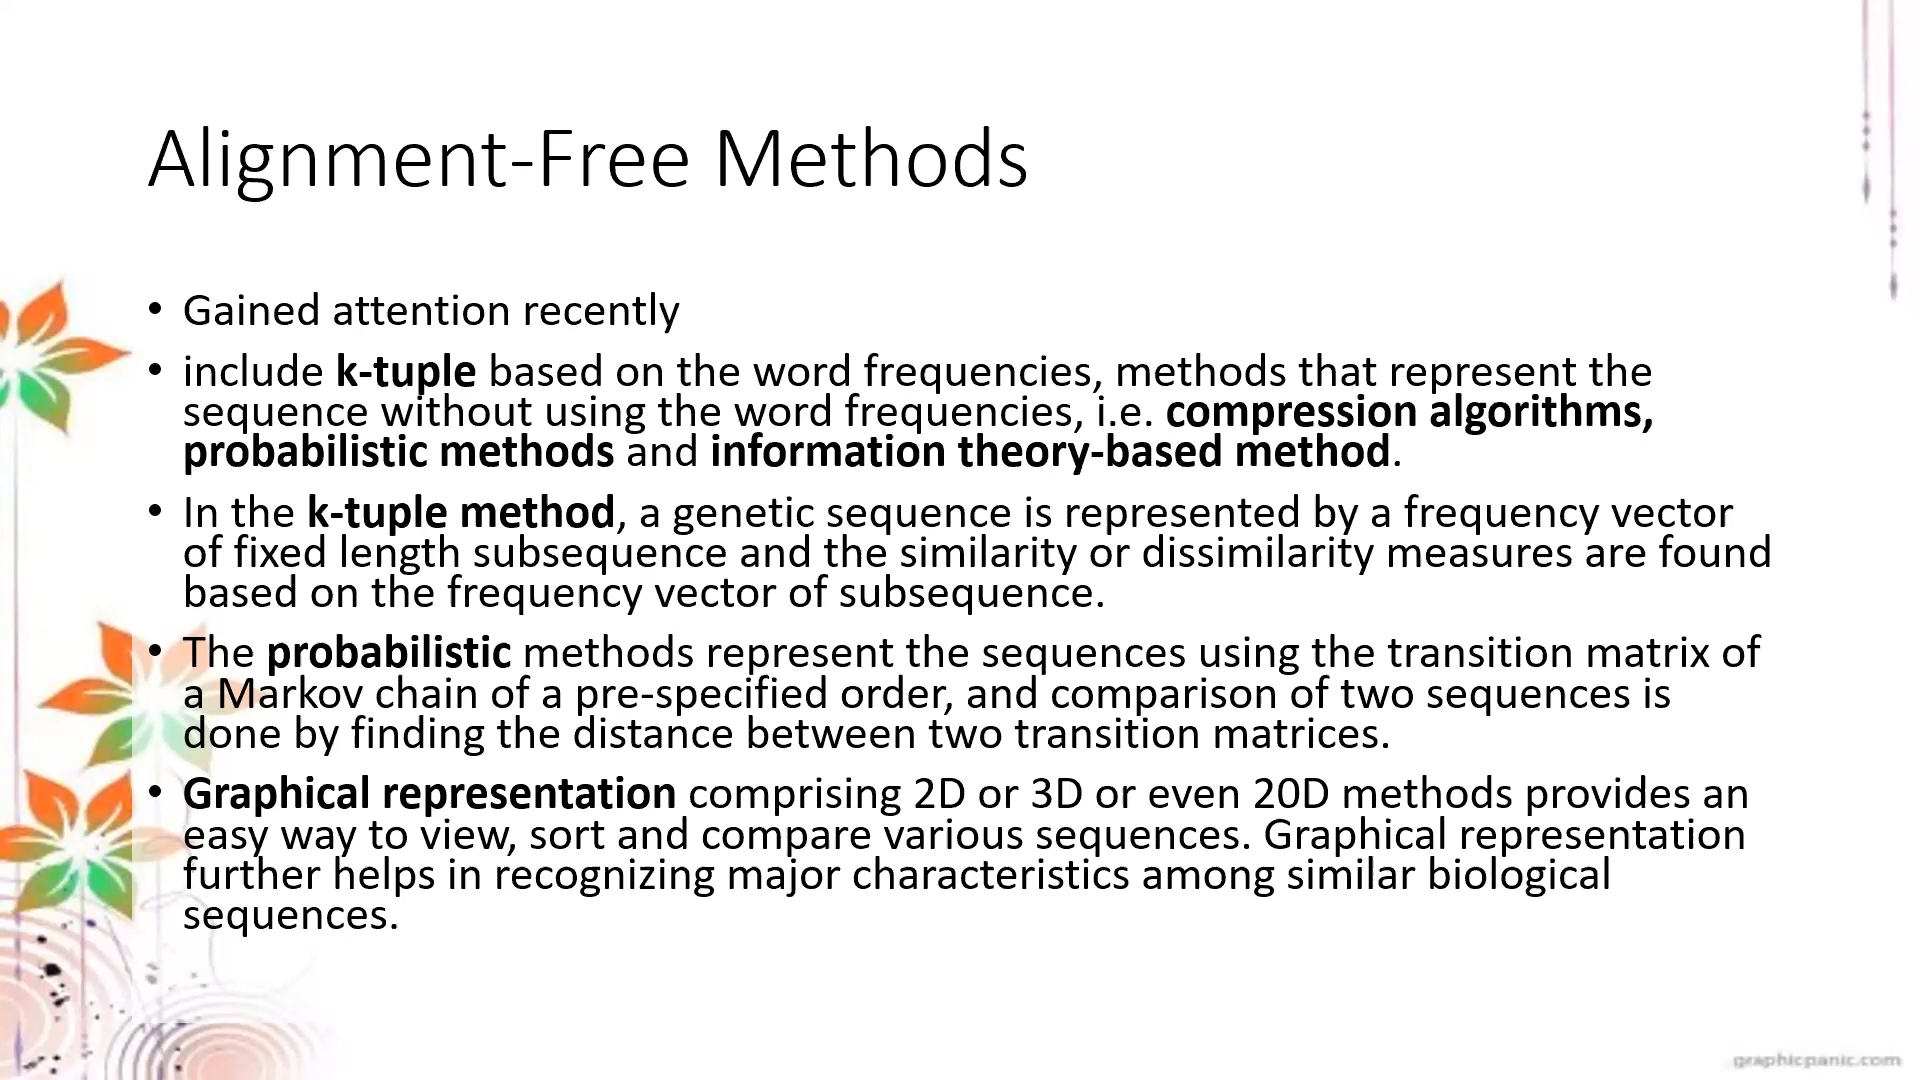 Alignment-Free Methods
• Gained attention recently
• include k-tuple based on the word frequencies, methods that represent the
sequence without using the word frequencies, i.e. compression algorithms,
probabilistic methods and information theory-based method.
• In the k-tuple method, a genetic sequence is represented by a frequency vector
of fixed length subsequence and the similarity or dissimilarity measures are found
based on the frequency vector of subsequence.
• The probabilistic methods represent the sequences using the transition matrix of
a Markov chain of a pre-specified order, and comparison of two sequences is
done by finding the distance between two transition matrices.
• Graphical representation comprising 2D or 3D or even 20D methods provides an
easy way to view, sort and compare various sequences. Graphical representation
further helps in recognizing major characteristics among similar biological
sequences.
graphicpanic.com